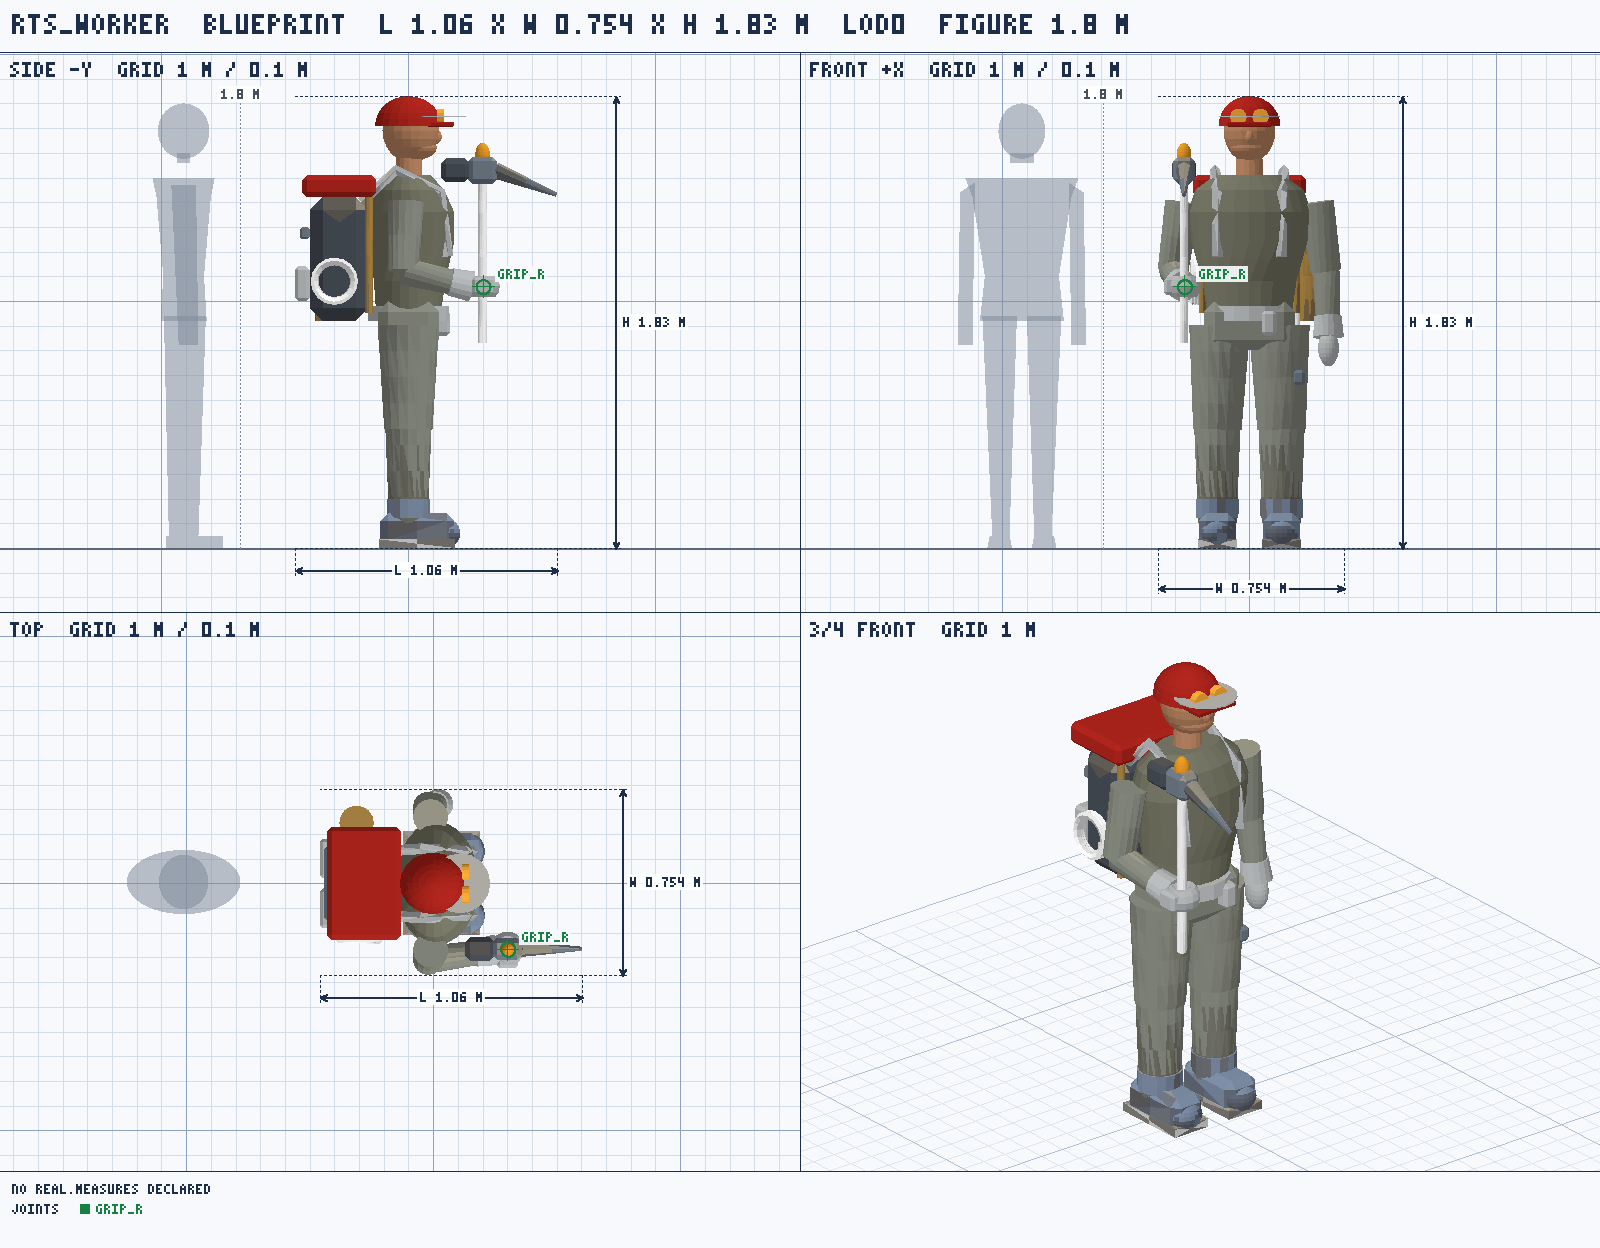 RTS_WORKER BLUEPRINT L 1.06 X W 0.754 X H 1.83 M LOD0 FIGURE 1.8 M
SIDE -Y GRID 1 M / 0.1 M
1.8 M
GRIP_R
H 1.83 M
L 1.06 M
FRONT +X GRID 1 M / 0.1 M
1.8 M
GRIP_R
H 1.83 M
W 0.754 M
TOP GRID 1 M / 0.1 M
GRIP_R
W 0.754 M
L 1.06 M
3/4 FRONT GRID 1 M
NO REAL.MEASURES DECLARED
JOINTS GRIP_R